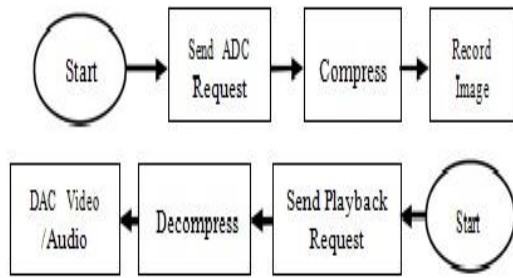 Start
Send ADC
Request
Compress
Record
Image
DAC Video
/Audio
Decompress
Send Playback
Request
Start